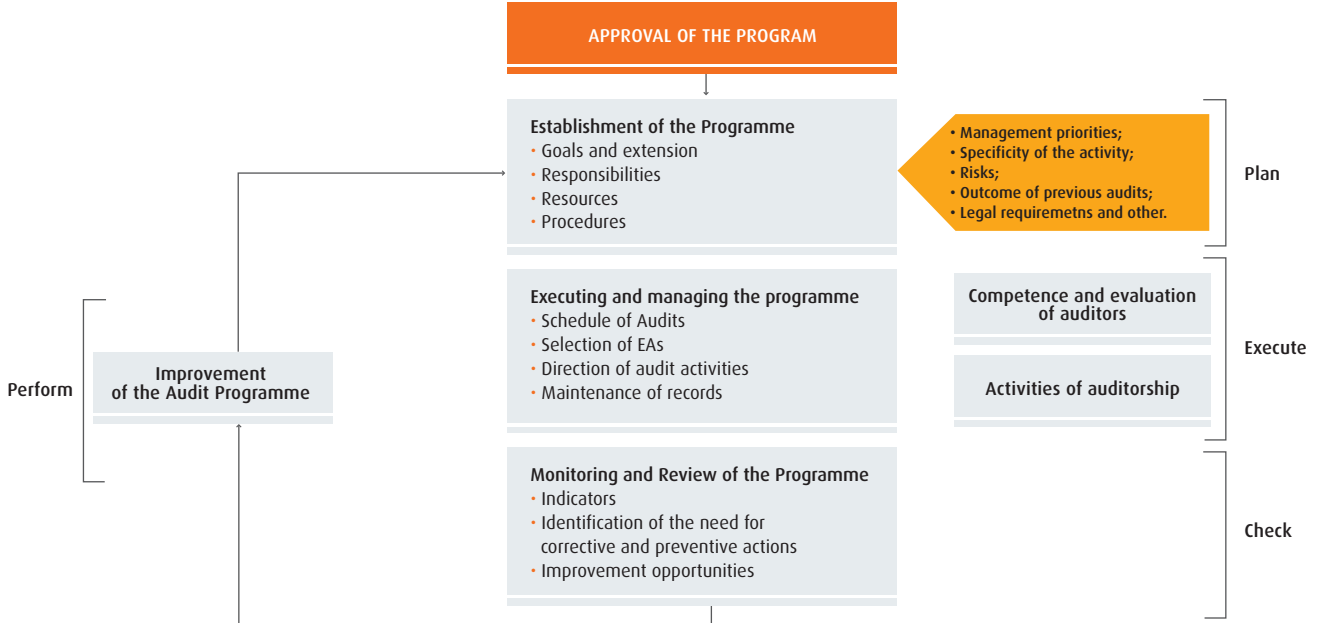 APPROVAL OF THE PROGRAM
Establishment of the Programme
• Goals and extension
• Responsibilities
• Resources
• Procedures
• Management priorities;
• Specificity of the activity;
• Risks;
• Outcome of previous audits;
• Legal requiremetns and other.
Plan
Executing and managing the programme
• Schedule of Audits
• Selection of EAs
• Direction of audit activities
• Maintenance of records
Competence and evaluation
of auditors
Activities of auditorship
Execute
Perform
Improvement
of the Audit Programme
Monitoring and Review of the Programme
• Indicators
• Identification of the need for
corrective and preventive actions
• Improvement opportunities
Check